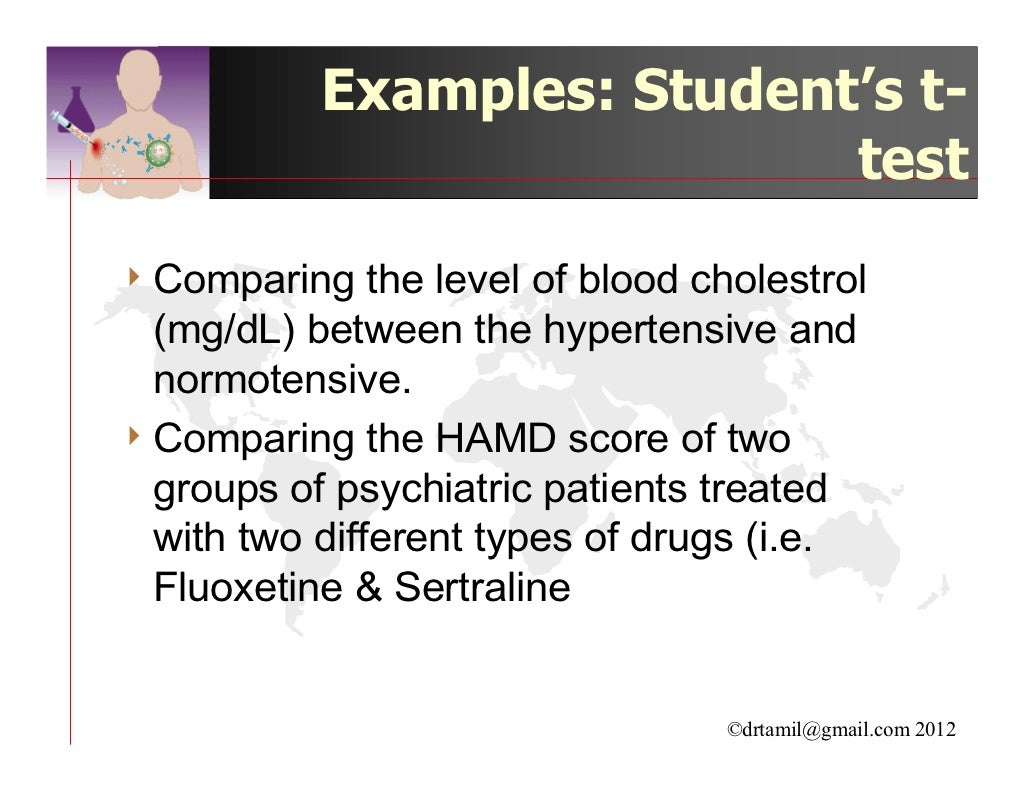 Examples: Student’s t-
test
Comparing the level of blood cholestrol
(mg/dL) between the hypertensive and
normotensive.
Comparing the HAMD score of two
groups of psychiatric patients treated
with two different types of drugs (i.e.
Fluoxetine & Sertraline
©drtamil@gmail.com 2012